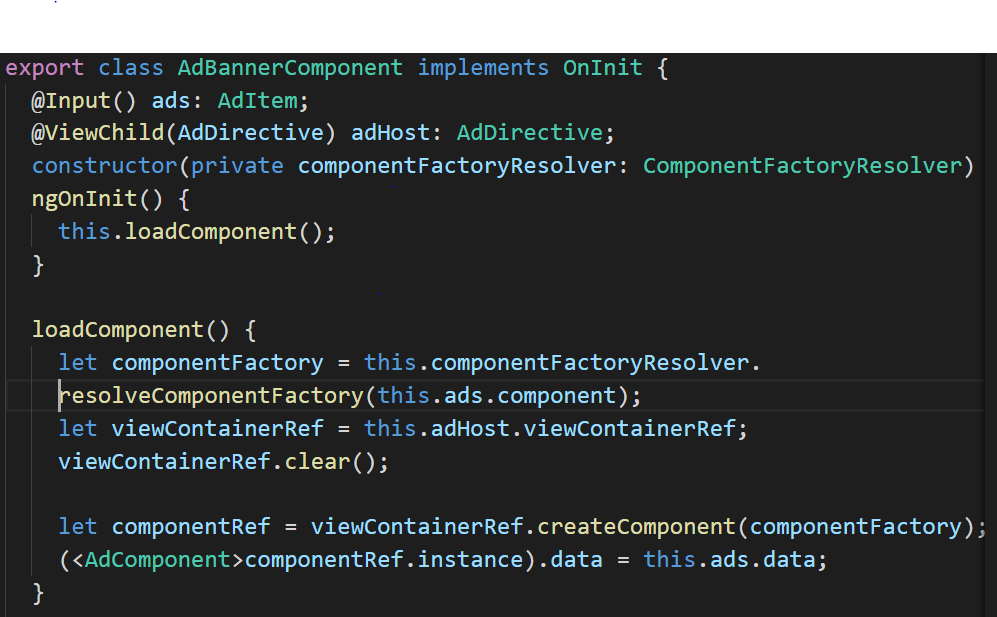 export class AdBannerComponent implements OnInit {
@Input() ads: AdItem;
@ViewChild(AdDirective) adHost: AdDirective;
constructor(private componentFactoryResolver: ComponentFactoryResolver)
ngOnInit() {
this.loadComponent();
}
loadComponent() {
let componentFactory = this.componentFactoryResolver.
resolveComponentFactory(this.ads.component);
let viewContainerRef = this.adHost.viewContainerRef;
viewContainerRef.clear();
let componentRef = viewContainerRef.createComponent(componentFactory);
(<AdComponent>componentRef.instance).data = this.ads.data;
}